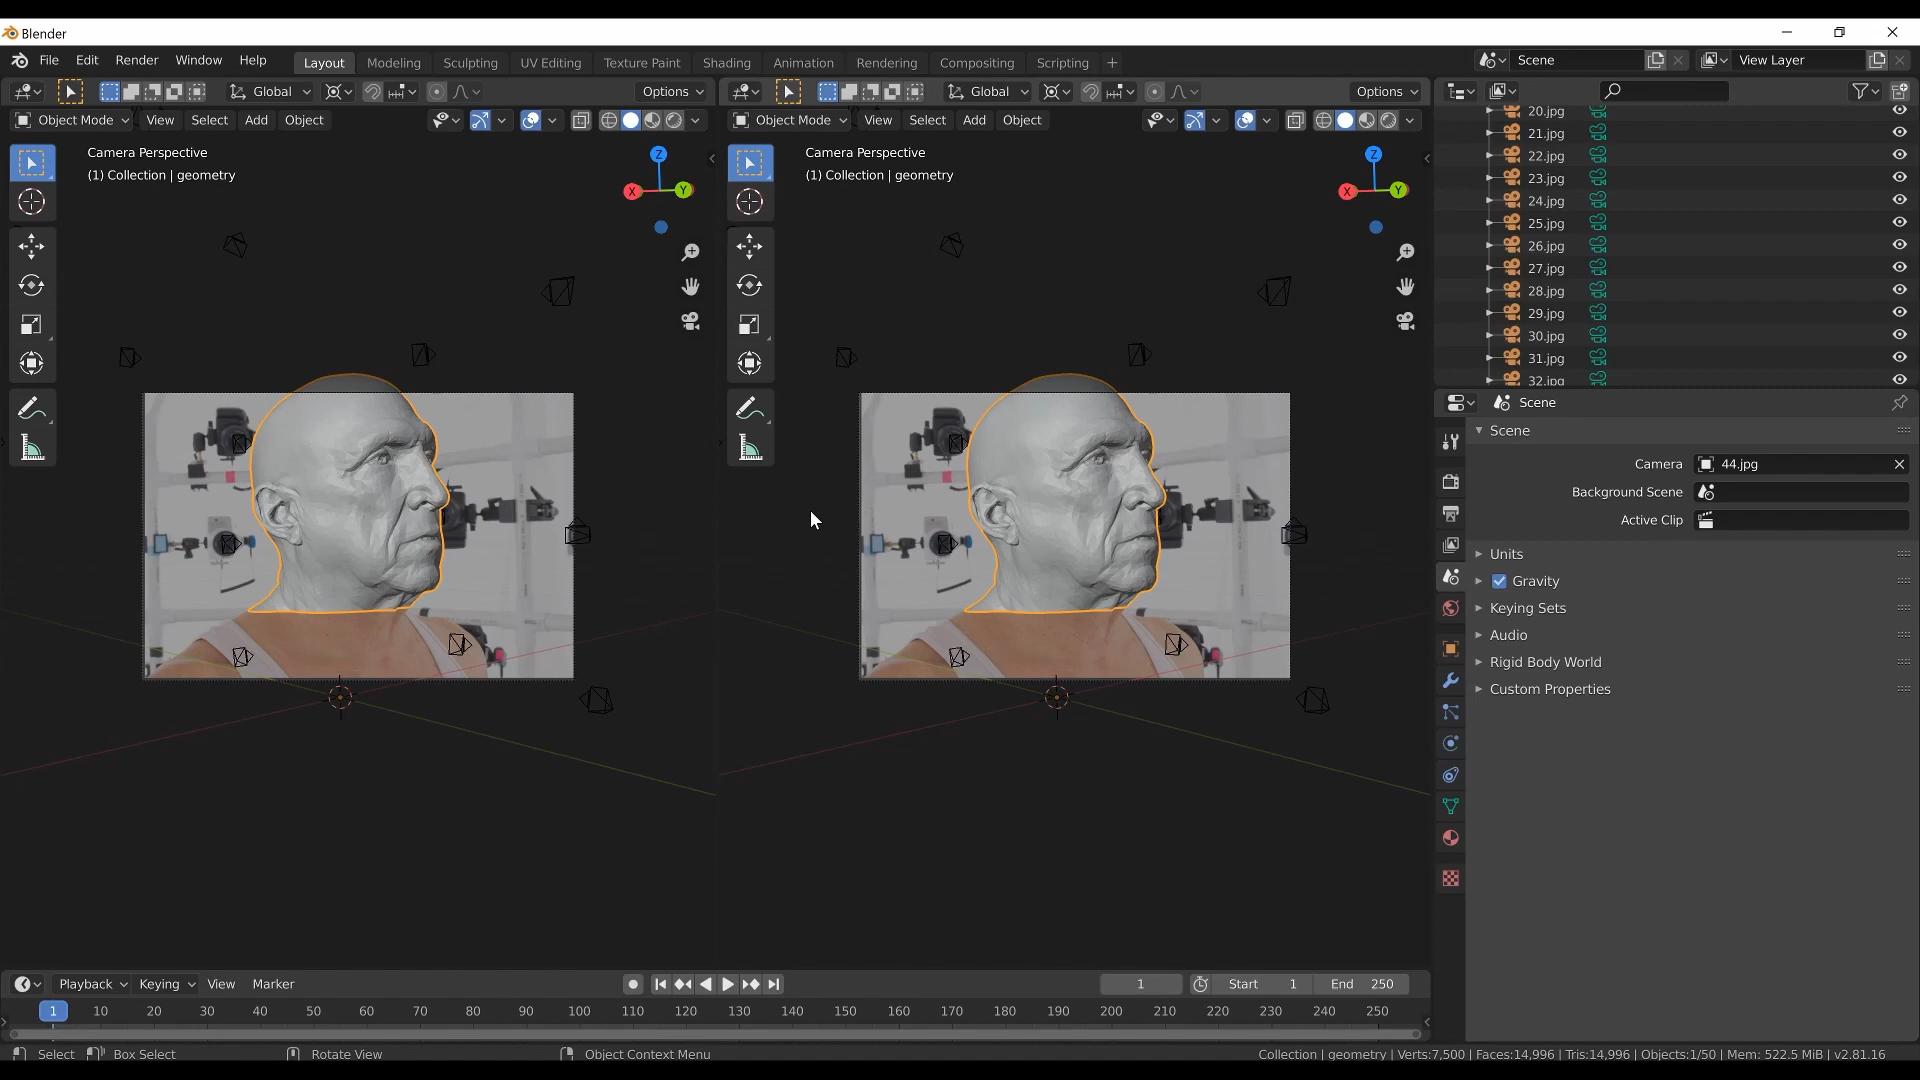 Blender
File Edit Render Window Help Layout Modeling Sculpting UV Editing Texture Paint Shading Animation Rendering Compositing Scripting + Scene View Layer
Global Options Global Options
Object Mode View Select Add Object Object Mode View Select Add Object
Camera Perspective
(1) Collection | geometry
Z
X
Y
Camera Perspective
(1) Collection | geometry
Z
X
Y
20.jpg
21.jpg
22.jpg
23.jpg
24.jpg
25.jpg
26.jpg
27.jpg
28.jpg
29.jpg
30.jpg
31.jpg
32.jpg
Scene
Scene
Camera 44.jpg
Background Scene
Active Clip
Units
Gravity
Keying Sets
Audio
Rigid Body World
Custom Properties
Playback Keying View Marker 1 Start 1 End 250
1 10 20 30 40 50 60 70 80 90 100 110 120 130 140 150 160 170 180 190 200 210 220 230 240 250
Select Box Select Rotate View Object Context Menu Collection | geometry | Verts:7,500 | Faces:14,996 | Tris:14,996 | Objects:1/50 | Mem: 522.5 MiB | v2.81.16